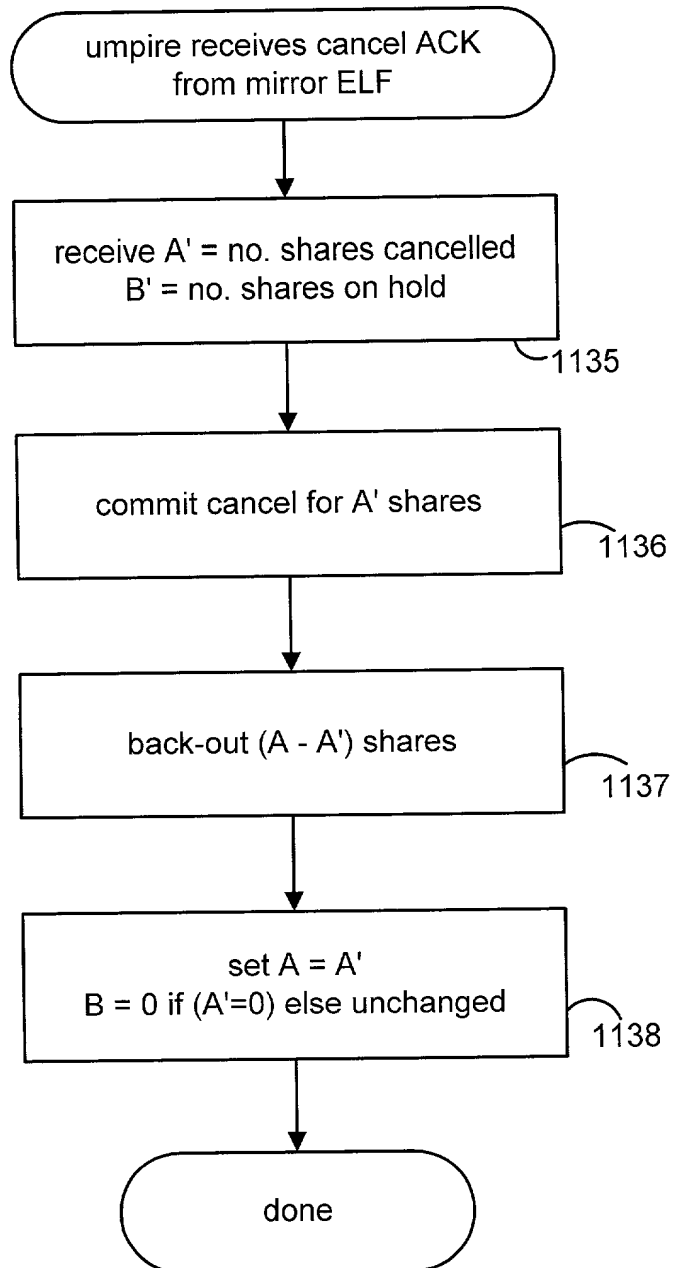 umpire receives cancel ACK
from mirror ELF
receive A' = no. shares cancelled
B' = no. shares on hold
1135
commit cancel for A' shares
1136
back-out (A - A') shares
1137
set A = A'
B = 0 if (A'=0) else unchanged
1138
done